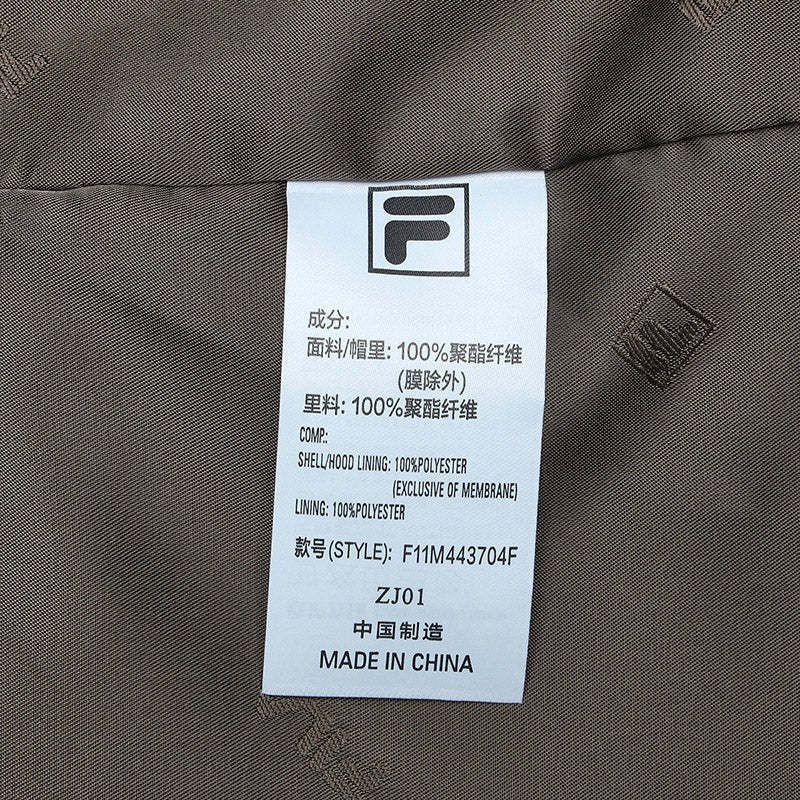 F
成分:
面料/帽里: 100%聚酯纤维
(膜除外)
里料: 100%聚酯纤维
COMP.:
SHELL/HOOD LINING: 100%POLYESTER
(EXCLUSIVE OF MEMBRANE)
LINING: 100%POLYESTER
款号(STYLE): F11M443704F
ZJ01
中国制造
MADE IN CHINA